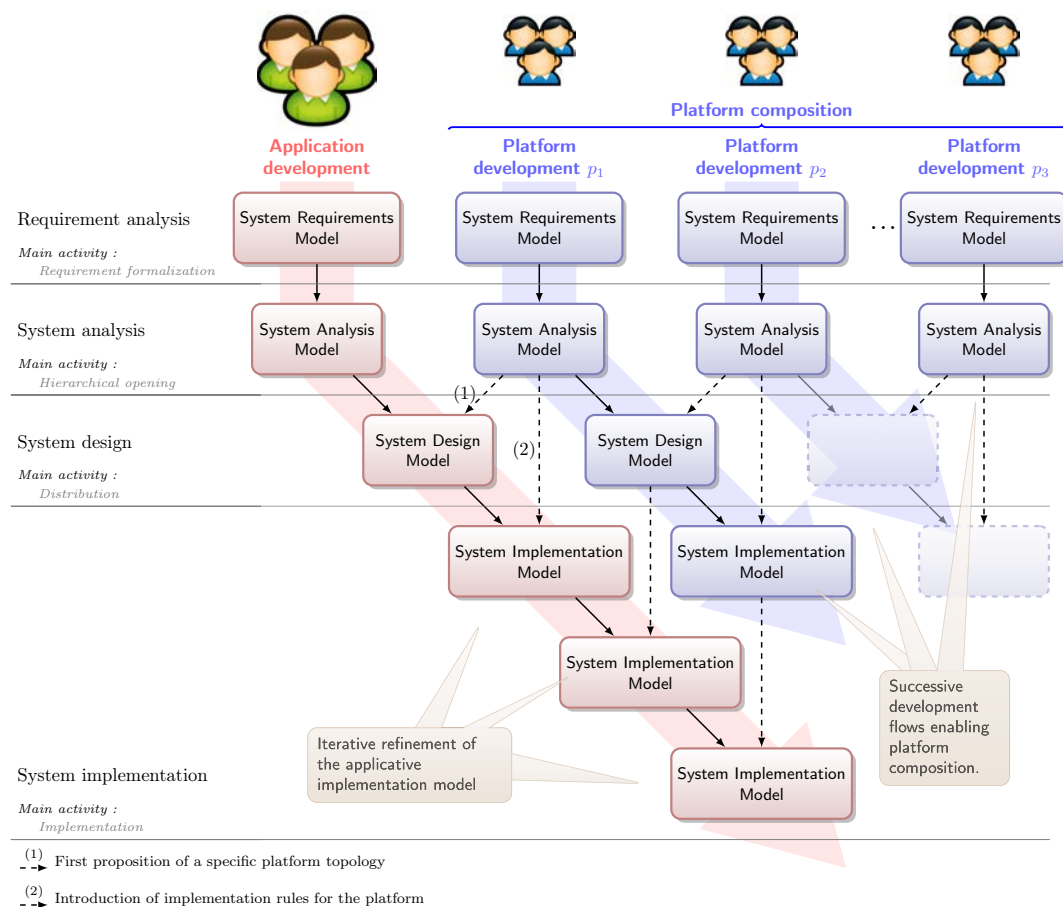 Platform composition
Application
development
Platform
development p₁
Platform
development p₂
Platform
development p₃
Requirement analysis
Main activity :
Requirement formalization
System Requirements
Model
System Requirements
Model
System Requirements
Model
...
System Requirements
Model
System analysis
Main activity :
Hierarchical opening
System Analysis
Model
System Analysis
Model
System Analysis
Model
System Analysis
Model
(1)
(2)
System design
Main activity :
Distribution
System Design
Model
System Design
Model
System Implementation
Model
System Implementation
Model
System Implementation
Model
Successive
development
flows enabling
platform
composition.
Iterative refinement of
the applicative
implementation model
System Implementation
Model
System implementation
Main activity :
Implementation
(1) First proposition of a specific platform topology
(2) Introduction of implementation rules for the platform